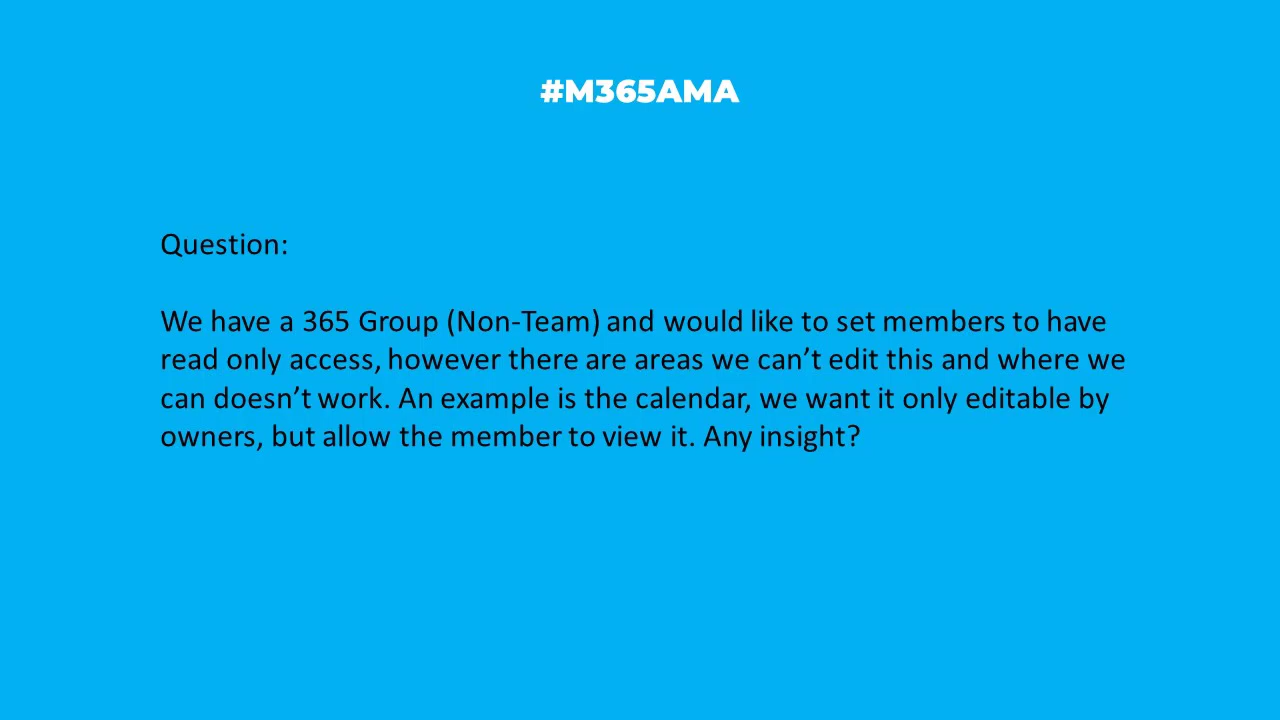 #M365AMA
Question:
We have a 365 Group (Non-Team) and would like to set members to have
read only access, however there are areas we can’t edit this and where we
can doesn’t work. An example is the calendar, we want it only editable by
owners, but allow the member to view it. Any insight?